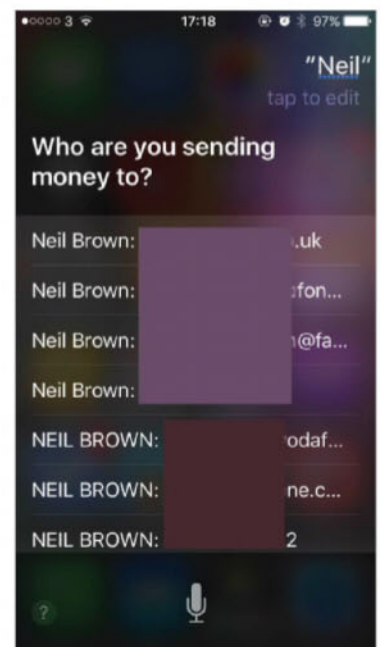 3 17:18 97%
"Neil"
tap to edit
Who are you sending
money to?
Neil Brown: .uk
Neil Brown: fon...
Neil Brown: @fa...
Neil Brown:
NEIL BROWN: odaf...
NEIL BROWN: ne.c...
NEIL BROWN: 2
?